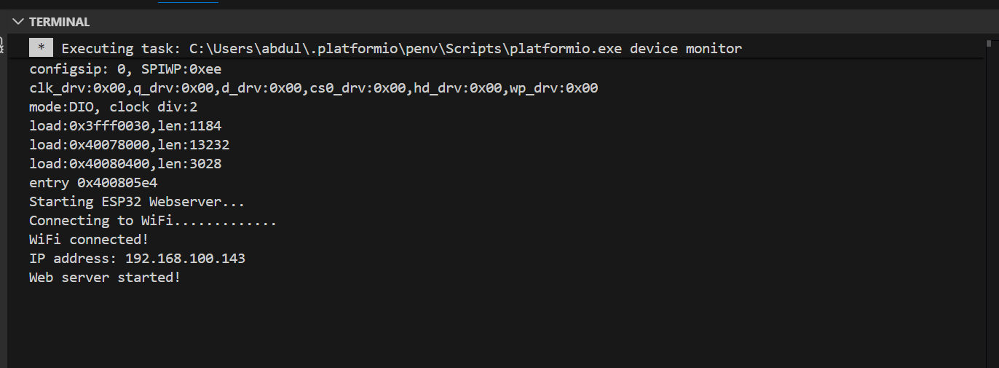 TERMINAL
* Executing task: C:\Users\abdul\.platformio\penv\Scripts\platformio.exe device monitor
configsip: 0, SPIWP:0xee
clk_drv:0x00,q_drv:0x00,d_drv:0x00,cs0_drv:0x00,hd_drv:0x00,wp_drv:0x00
mode:DIO, clock div:2
load:0x3fff0030,len:1184
load:0x40078000,len:13232
load:0x40080400,len:3028
entry 0x400805e4
Starting ESP32 Webserver...
Connecting to WiFi.............
WiFi connected!
IP address: 192.168.100.143
Web server started!